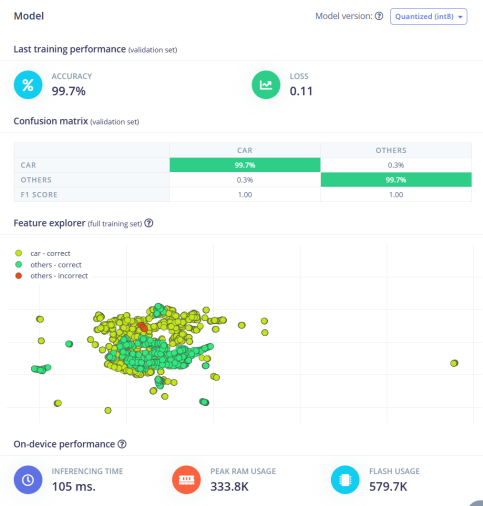 Model
Model version: Quantized (int8)
Last training performance (validation set)
% ACCURACY
99.7%
LOSS
0.11
Confusion matrix (validation set)
CAR OTHERS
CAR 99.7% 0.3%
OTHERS 0.3% 99.7%
F1 SCORE 1.00 1.00
Feature explorer (full training set)
car - correct
others - correct
others - incorrect
On-device performance
INFERENCING TIME
105 ms.
PEAK RAM USAGE
333.8K
FLASH USAGE
579.7K